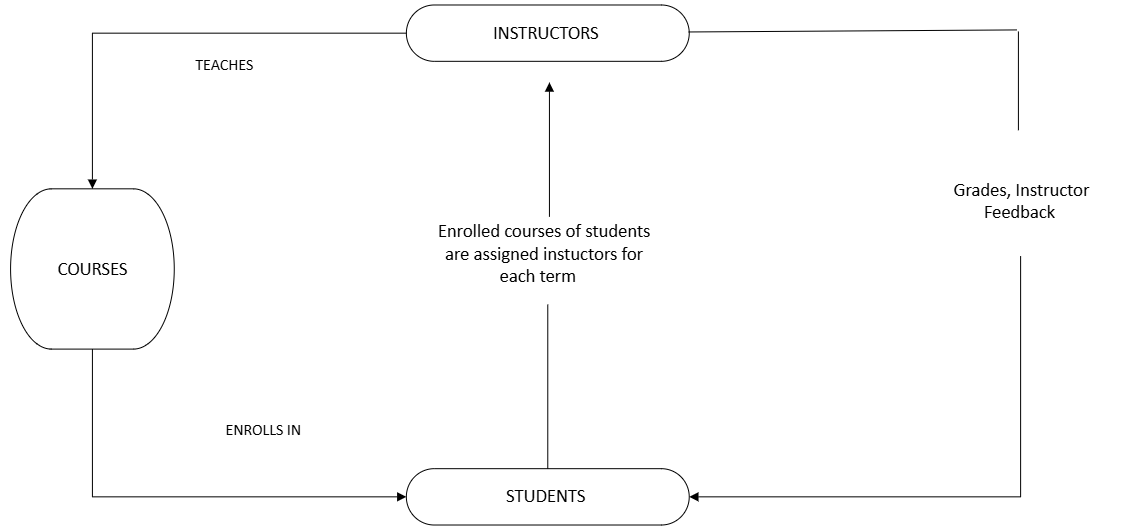 INSTRUCTORS
TEACHES
Grades, Instructor
Feedback
Enrolled courses of students
are assigned instuctors for
each term
COURSES
ENROLLS IN
STUDENTS